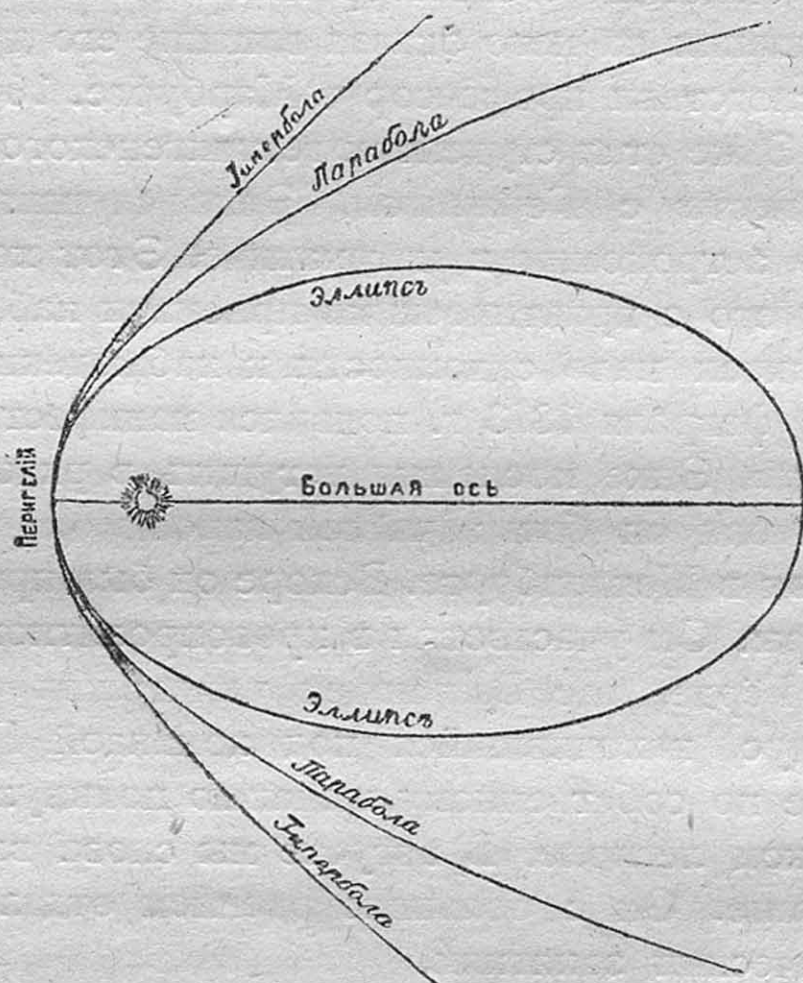 Гипербола
Парабола
Эллипсъ
Перигелій
Большая ось
Эллипсъ
Парабола
Гипербола